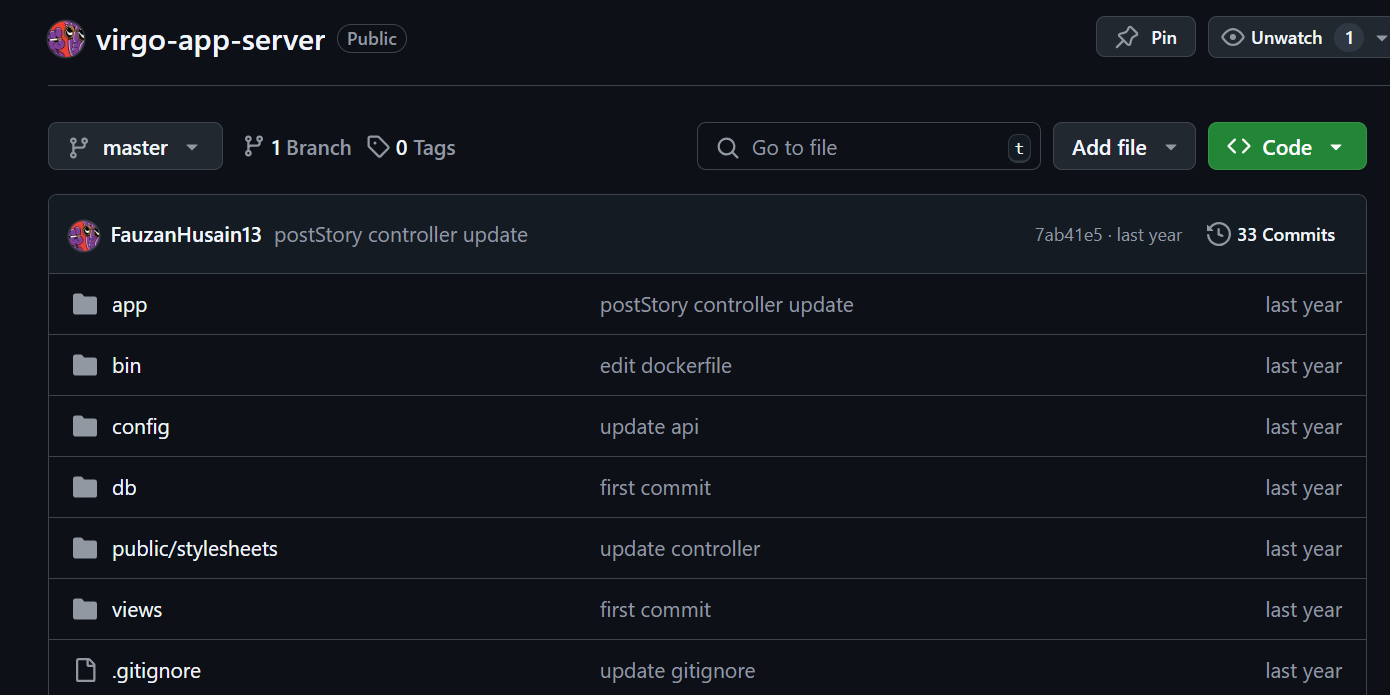 virgo-app-server Public Pin Unwatch 1
master 1 Branch 0 Tags Go to file t Add file Code
FauzanHusain13 postStory controller update 7ab41e5 · last year 33 Commits
app postStory controller update last year
bin edit dockerfile last year
config update api last year
db first commit last year
public/stylesheets update controller last year
views first commit last year
.gitignore update gitignore last year